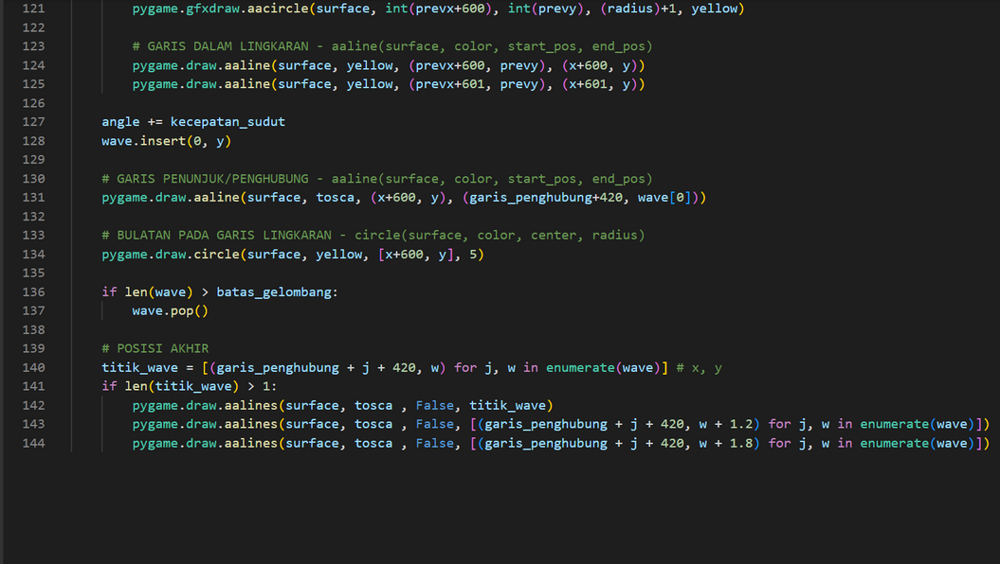 121 pygame.gfxdraw.aacircle(surface, int(prevx+600), int(prevy), (radius)+1, yellow)
122
123 # GARIS DALAM LINGKARAN - aaline(surface, color, start_pos, end_pos)
124 pygame.draw.aaline(surface, yellow, (prevx+600, prevy), (x+600, y))
125 pygame.draw.aaline(surface, yellow, (prevx+601, prevy), (x+601, y))
126
127 angle += kecepatan_sudut
128 wave.insert(0, y)
129
130 # GARIS PENUNJUK/PENGHUBUNG - aaline(surface, color, start_pos, end_pos)
131 pygame.draw.aaline(surface, tosca, (x+600, y), (garis_penghubung+420, wave[0]))
132
133 # BULATAN PADA GARIS LINGKARAN - circle(surface, color, center, radius)
134 pygame.draw.circle(surface, yellow, [x+600, y], 5)
135
136 if len(wave) > batas_gelombang:
137 wave.pop()
138
139 # POSISI AKHIR
140 titik_wave = [(garis_penghubung + j + 420, w) for j, w in enumerate(wave)] # x, y
141 if len(titik_wave) > 1:
142 pygame.draw.aalines(surface, tosca , False, titik_wave)
143 pygame.draw.aalines(surface, tosca , False, [(garis_penghubung + j + 420, w + 1.2) for j, w in enumerate(wave)])
144 pygame.draw.aalines(surface, tosca , False, [(garis_penghubung + j + 420, w + 1.8) for j, w in enumerate(wave)])